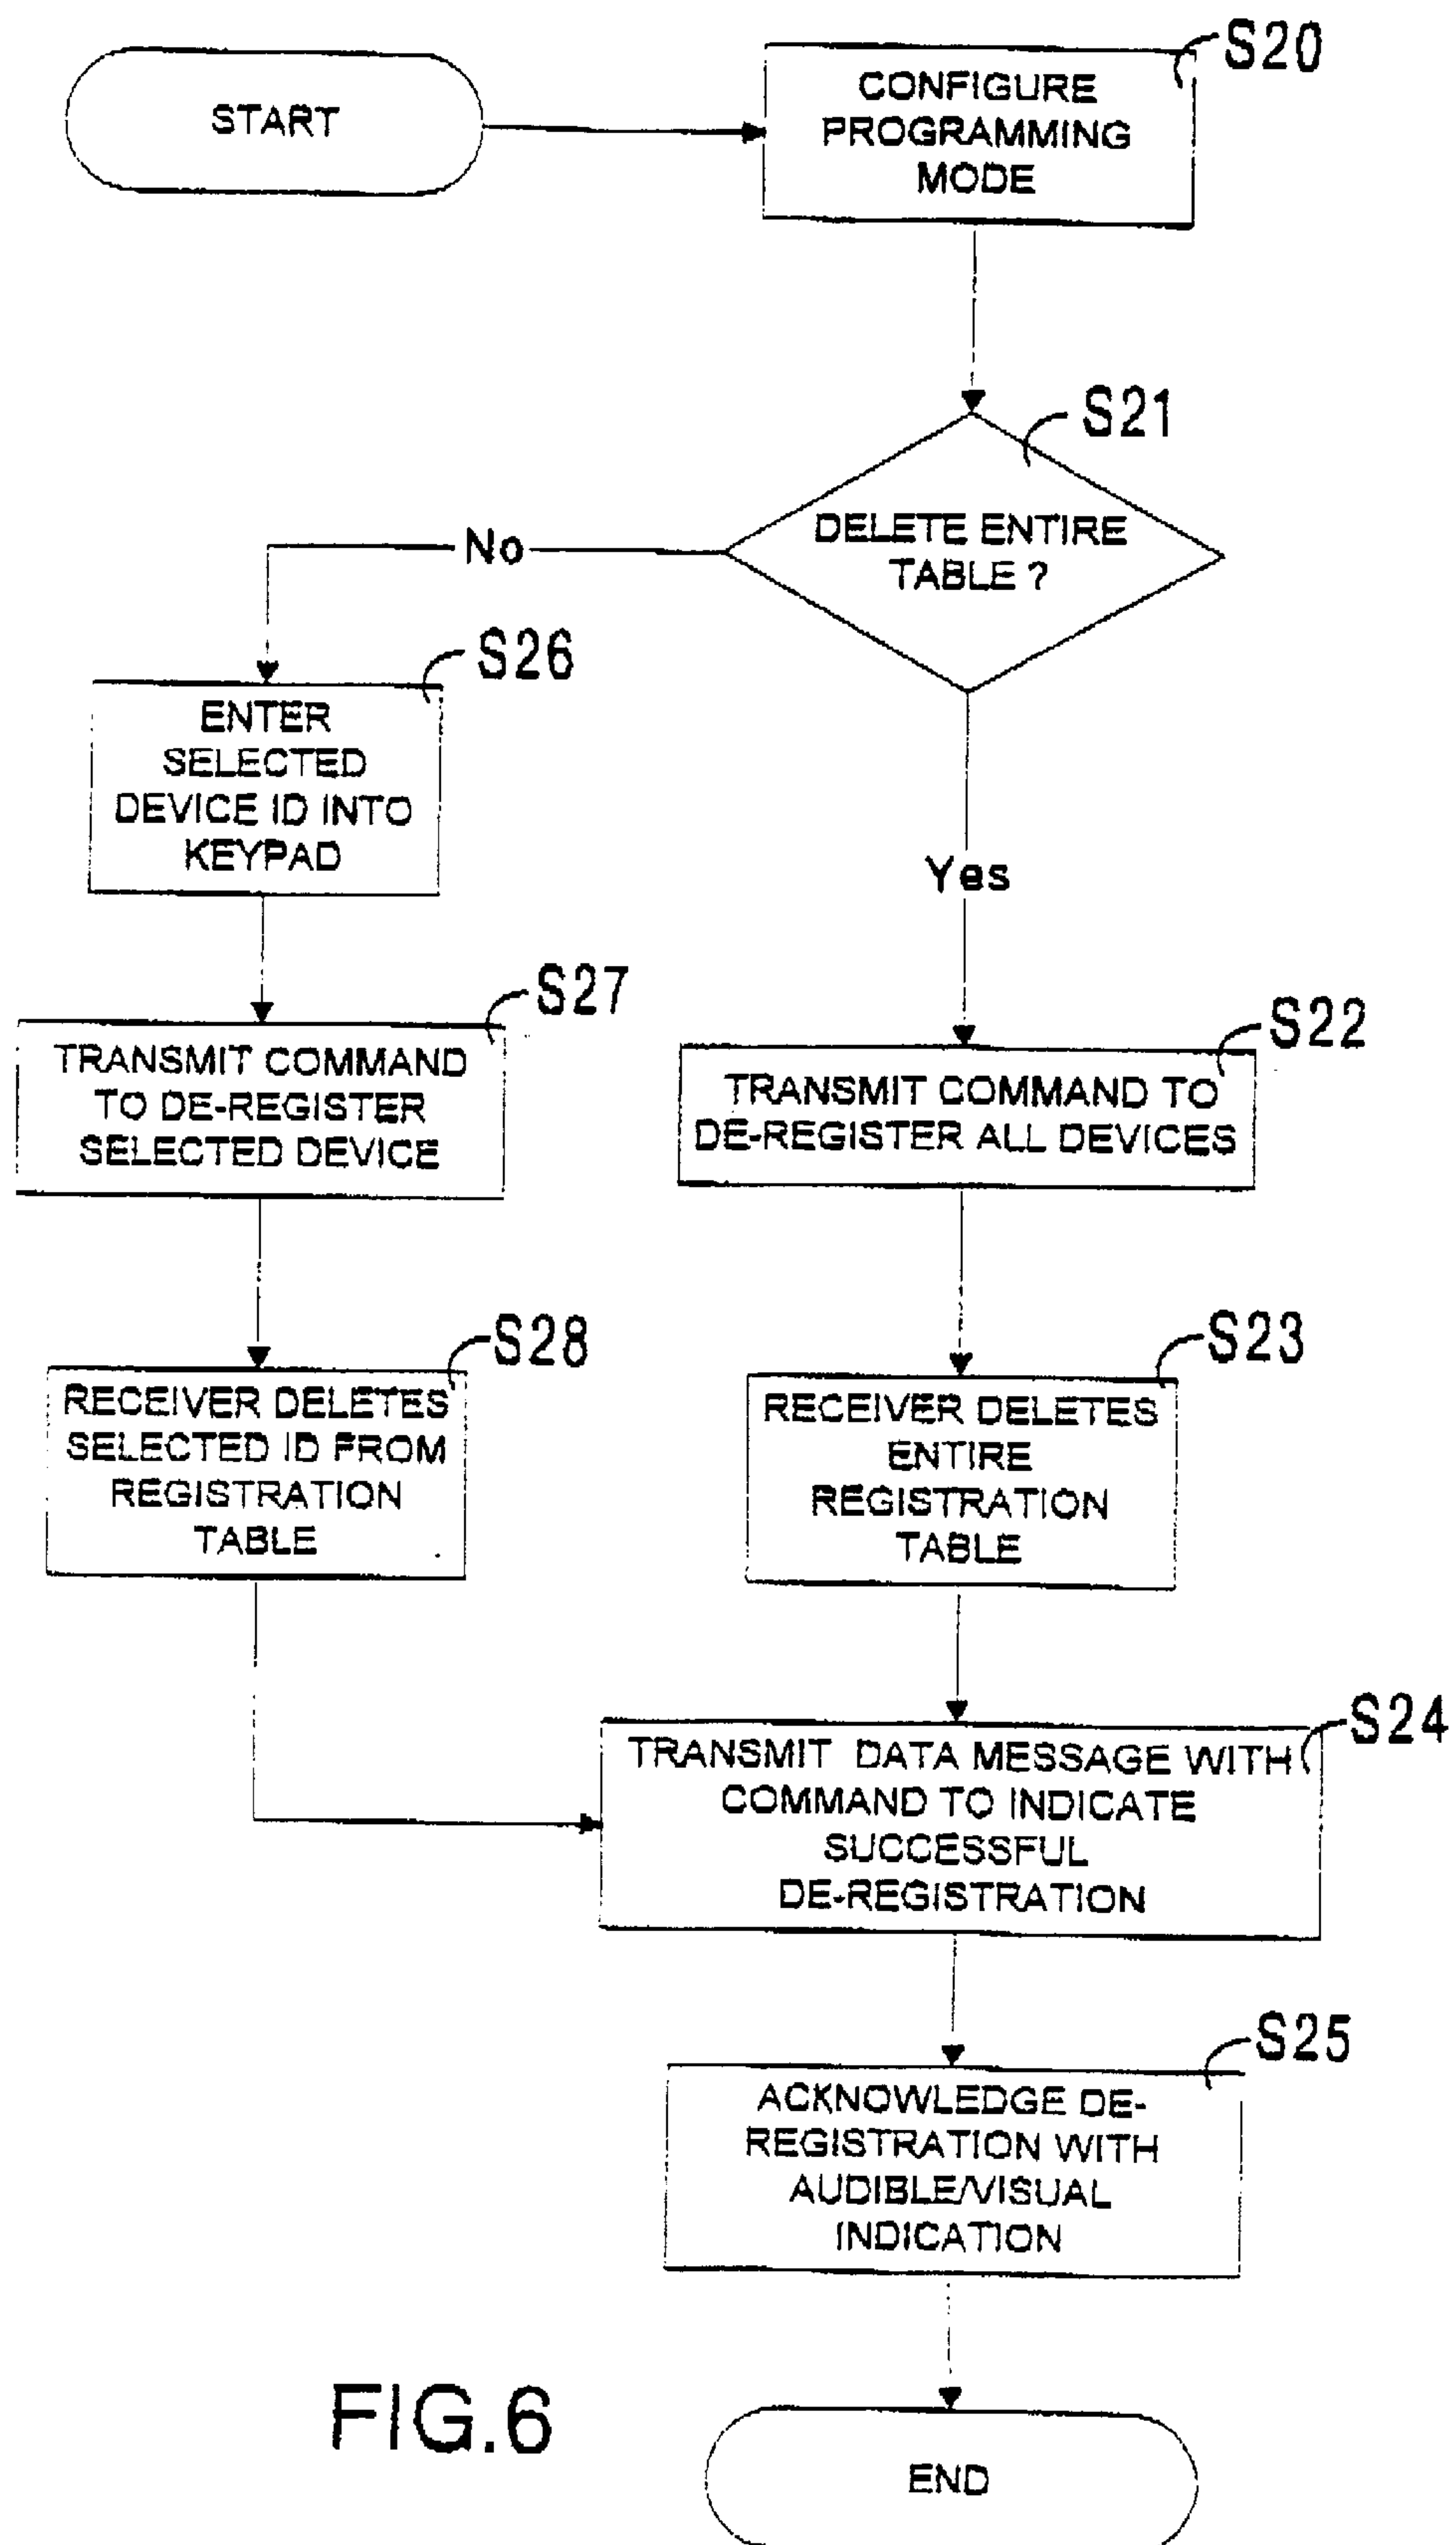 START
S20
CONFIGURE
PROGRAMMING
MODE
S21
DELETE ENTIRE
TABLE ?
No
Yes
S26
ENTER
SELECTED
DEVICE ID INTO
KEYPAD
S27
TRANSMIT COMMAND
TO DE-REGISTER
SELECTED DEVICE
S28
RECEIVER DELETES
SELECTED ID FROM
REGISTRATION
TABLE
S22
TRANSMIT COMMAND TO
DE-REGISTER ALL DEVICES
S23
RECEIVER DELETES
ENTIRE
REGISTRATION
TABLE
S24
TRANSMIT DATA MESSAGE WITH
COMMAND TO INDICATE
SUCCESSFUL
DE-REGISTRATION
S25
ACKNOWLEDGE DE-
REGISTRATION WITH
AUDIBLE/VISUAL
INDICATION
END
FIG.6